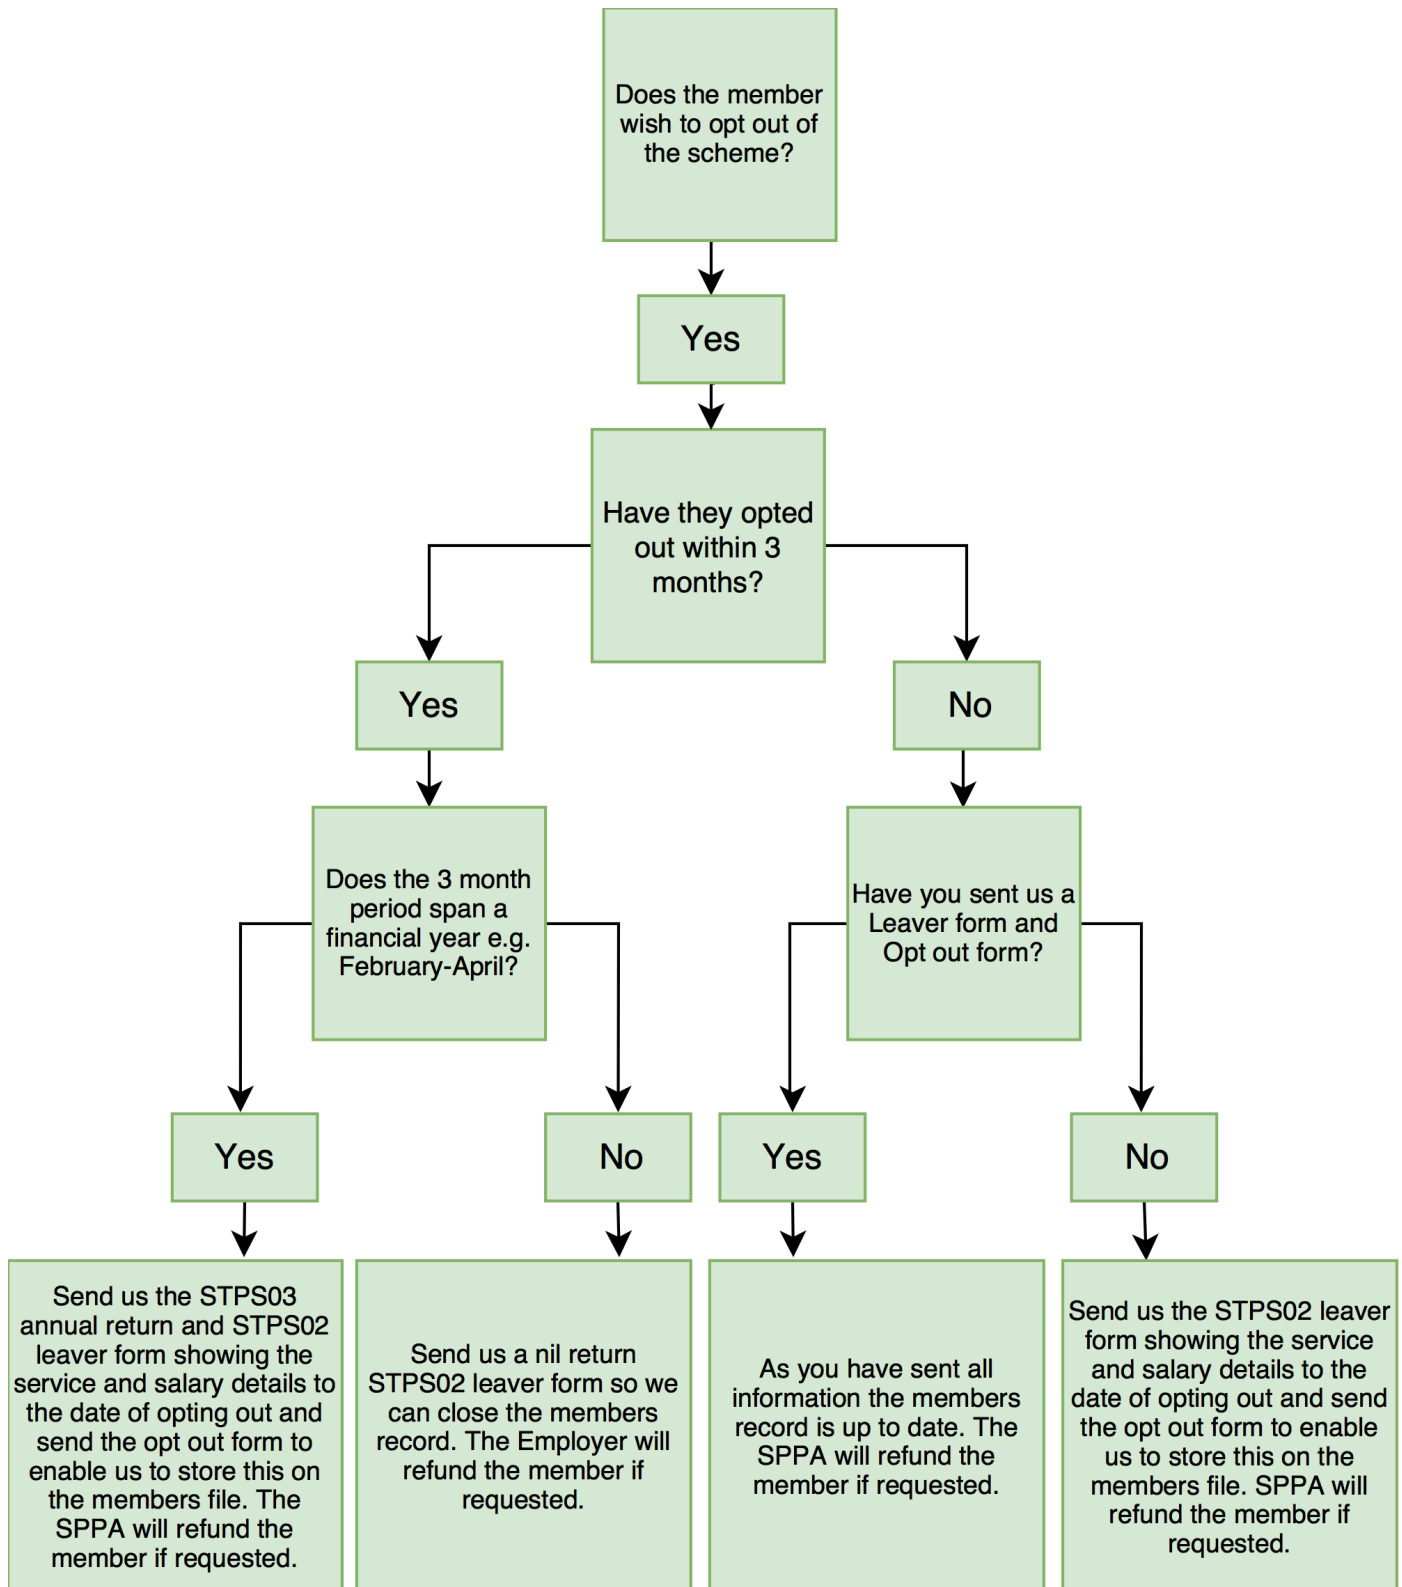 Does the member
wish to opt out of
the scheme?
Yes
Have they opted
out within 3
months?
Yes
No
Does the 3 month
period span a
financial year e.g.
February-April?
Have you sent us a
Leaver form and
Opt out form?
Yes
No
Yes
No
Send us the STPS03
annual return and STPS02
leaver form showing the
service and salary details to
the date of opting out and
send the opt out form to
enable us to store this on
the members file. The
SPPA will refund the
member if requested.
Send us a nil return
STPS02 leaver form so we
can close the members
record. The Employer will
refund the member if
requested.
As you have sent all
information the members
record is up to date. The
SPPA will refund the
member if requested.
Send us the STPS02 leaver
form showing the service
and salary details to the
date of opting out and send
the opt out form to enable
us to store this on the
members file. SPPA will
refund the member if
requested.